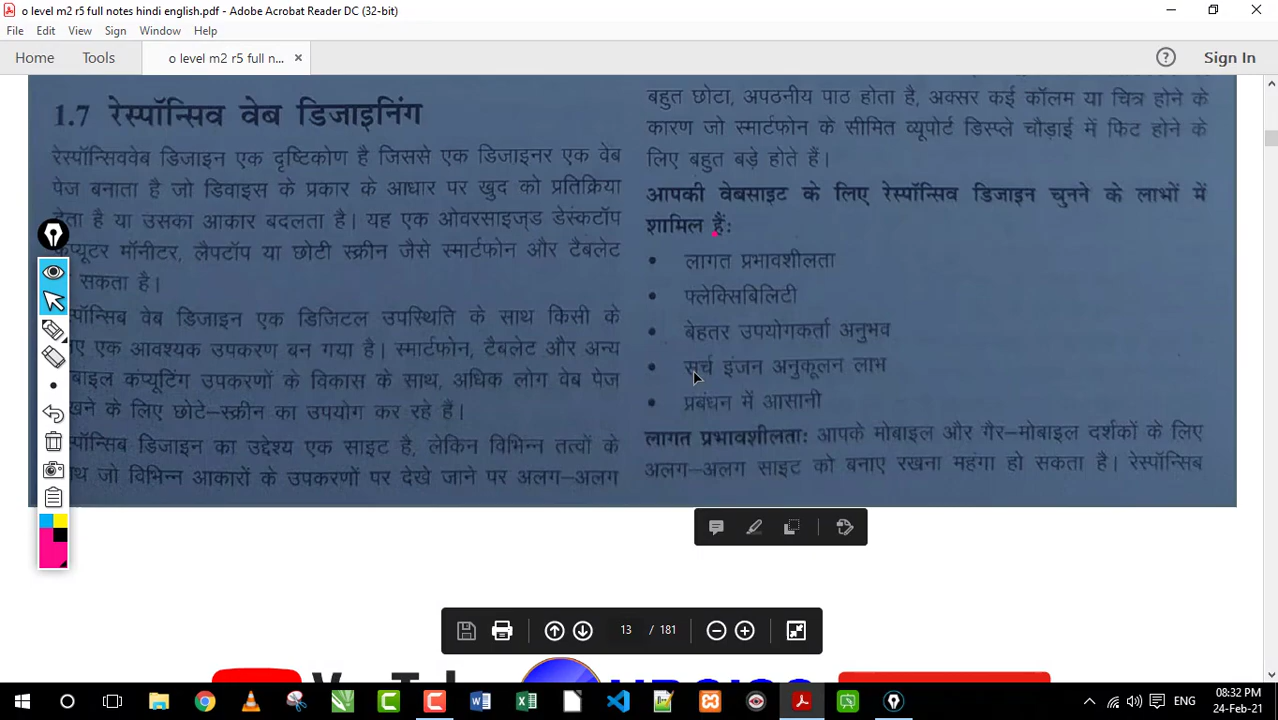 o level m2 r5 full notes hindi english.pdf - Adobe Acrobat Reader DC (32-bit)
File Edit View Sign Window Help
Home Tools o level m2 r5 full n... × Sign In
1.7 रेस्पॉन्सिव वेब डिजाइनिंग
रेस्पॉन्सिववेब डिजाइन एक दृष्टिकोण है जिससे एक डिजाइनर एक वेब
पेज बनाता है जो डिवाइस के प्रकार के आधार पर खुद को प्रतिक्रिया
देता है या उसका आकार बदलता है। यह एक ओवरसाइज्ड डेस्कटॉप
कंप्यूटर मॉनीटर, लैपटॉप या छोटी स्क्रीन जैसे स्मार्टफोन और टैबलेट
सकता है।
वेब डिजाइन एक डिजिटल उपस्थिति के साथ किसी के
एक आवश्यक उपकरण बन गया है। स्मार्टफोन, टैबलेट और अन्य
कंप्यूटिंग उपकरणों के विकास के साथ, अधिक लोग वेब पेज
के लिए छोटे–स्क्रीन का उपयोग कर रहे हैं।
डिजाइन का उद्देश्य एक साइट है, लेकिन विभिन्न तत्वों के
जो विभिन्न आकारों के उपकरणों पर देखे जाने पर अलग–अलग
बहुत छोटा, अपठनीय पाठ होता है, अक्सर कई कॉलम या चित्र होने के
कारण जो स्मार्टफोन के सीमित व्यूपोर्ट डिस्प्ले चौड़ाई में फिट होने के
लिए बहुत बड़े होते हैं।
आपकी वेबसाइट के लिए रेस्पॉन्सिव डिजाइन चुनने के लाभों में
शामिल हैं:
• लागत प्रभावशीलता
• फ्लेक्सिबिलिटी
• बेहतर उपयोगकर्ता अनुभव
• सर्च इंजन अनुकूलन लाभ
• प्रबंधन में आसानी
लागत प्रभावशीलता: आपके मोबाइल और गैर–मोबाइल दर्शकों के लिए
अलग–अलग साइट को बनाए रखना महंगा हो सकता है। रेस्पॉन्सिब
13 / 181
ENG 08:32 PM
24-Feb-21